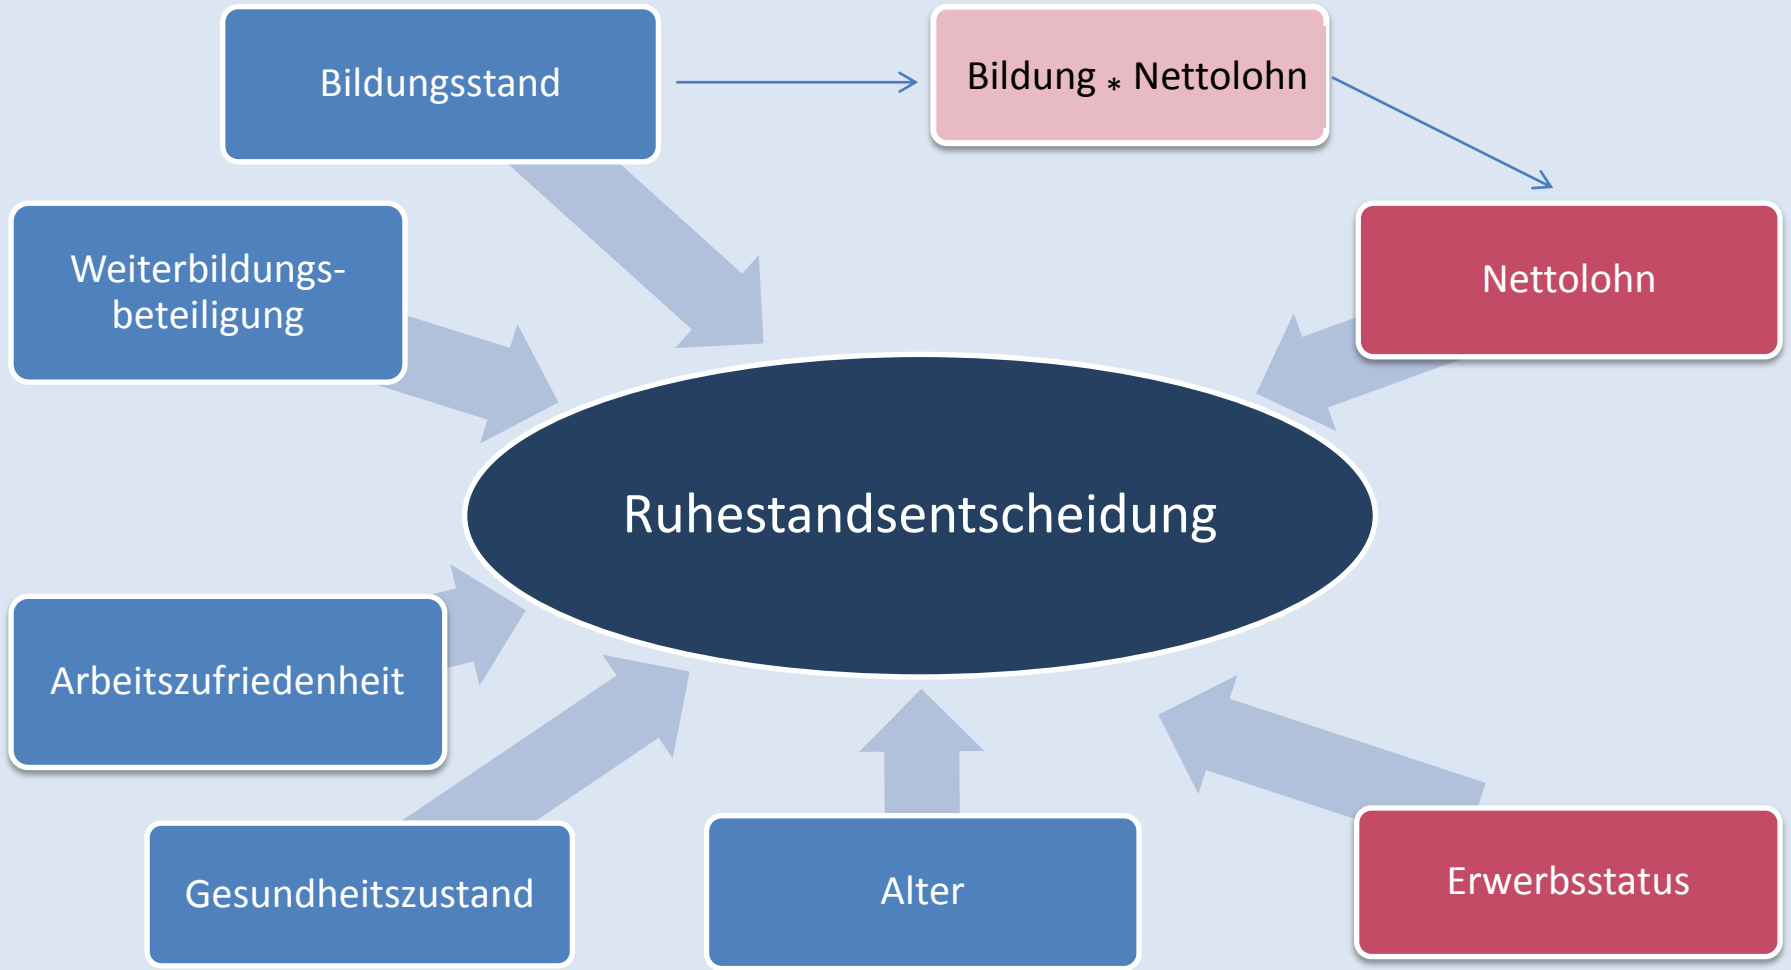 Bildungsstand
Bildung * Nettolohn
Weiterbildungs-
beteiligung
Nettolohn
Ruhestandsentscheidung
Arbeitszufriedenheit
Gesundheitszustand
Alter
Erwerbsstatus